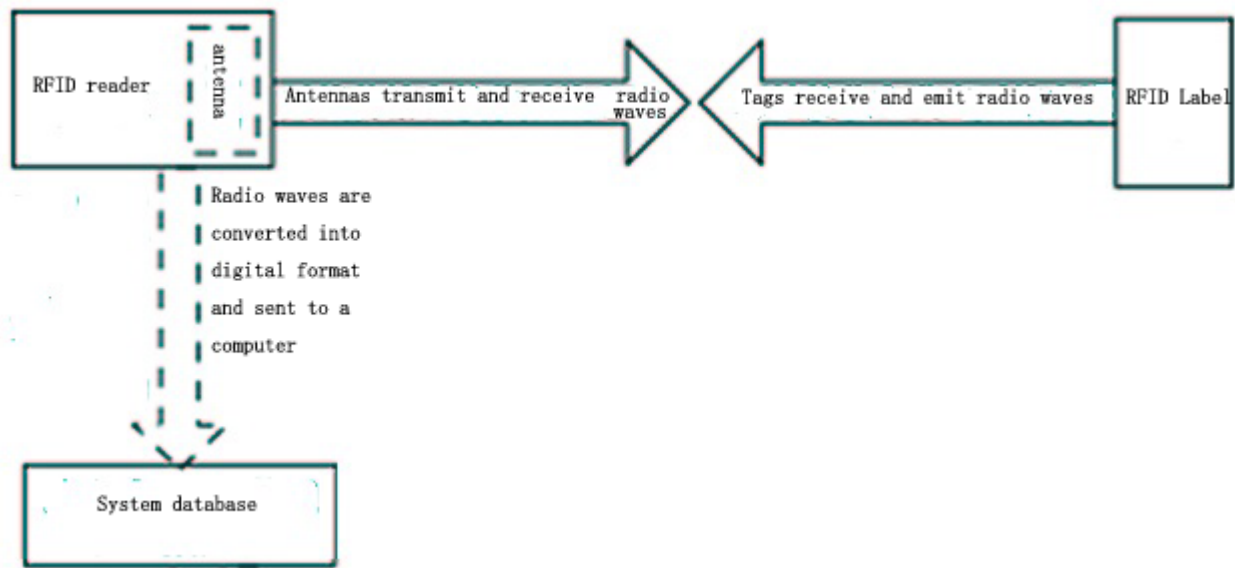 RFID reader
antenna
Antennas transmit and receive radio
waves
Tags receive and emit radio waves
RFID Label
Radio waves are
converted into
digital format
and sent to a
computer
System database